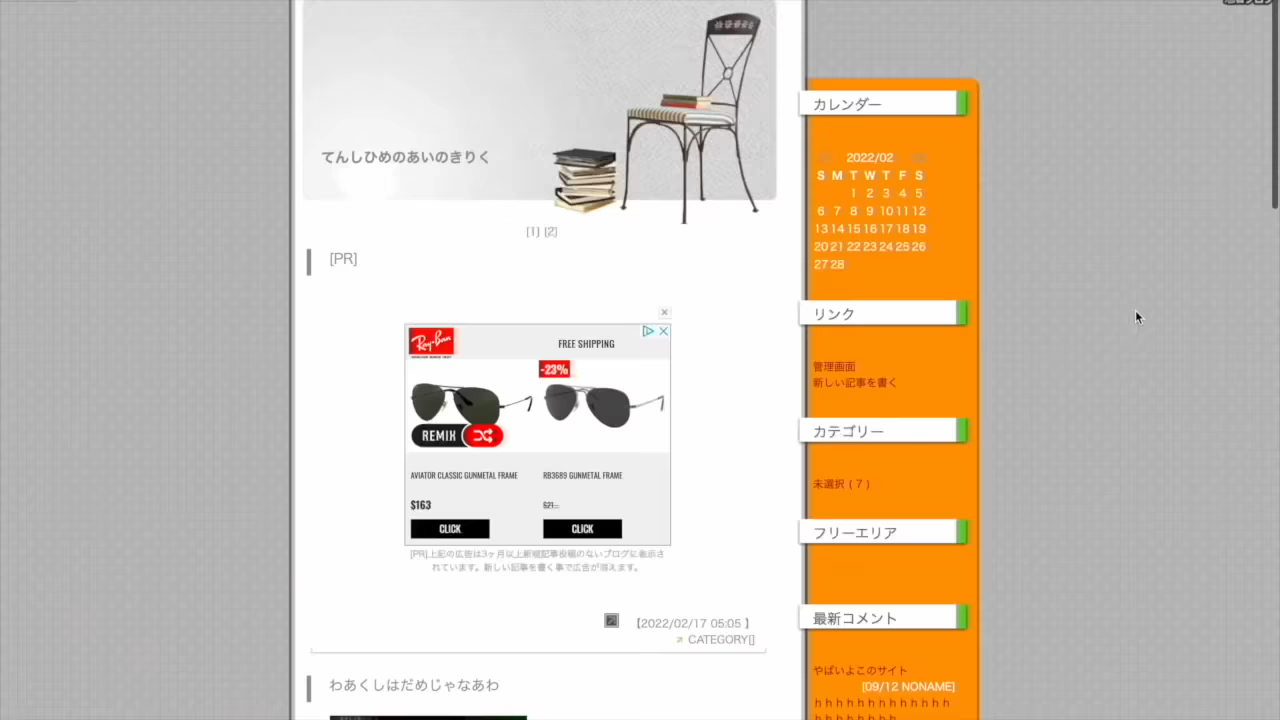 てんしひめのあいのきりく
[1] [2]
[PR]
Ray-Ban
FREE SHIPPING
-23%
REMIX
AVIATOR CLASSIC GUNMETAL FRAME
RB3689 GUNMETAL FRAME
$163
CLICK
CLICK
[PR]上記の広告は3ヶ月以上新規記事投稿のないブログに表示さ
れています。新しい記事を書く事で広告が消えます。
【2022/02/17 05:05 】
CATEGORY[]
わあくしはだめじゃなあわ
カレンダー
2022/02
S M T W T F S
1 2 3 4 5
6 7 8 9 10 11 12
13 14 15 16 17 18 19
20 21 22 23 24 25 26
27 28
リンク
管理画面
新しい記事を書く
カテゴリー
未選択 ( 7 )
フリーエリア
最新コメント
やばいよこのサイト
[09/12 NONAME]
ｈｈｈｈｈｈｈｈｈｈｈｈｈ